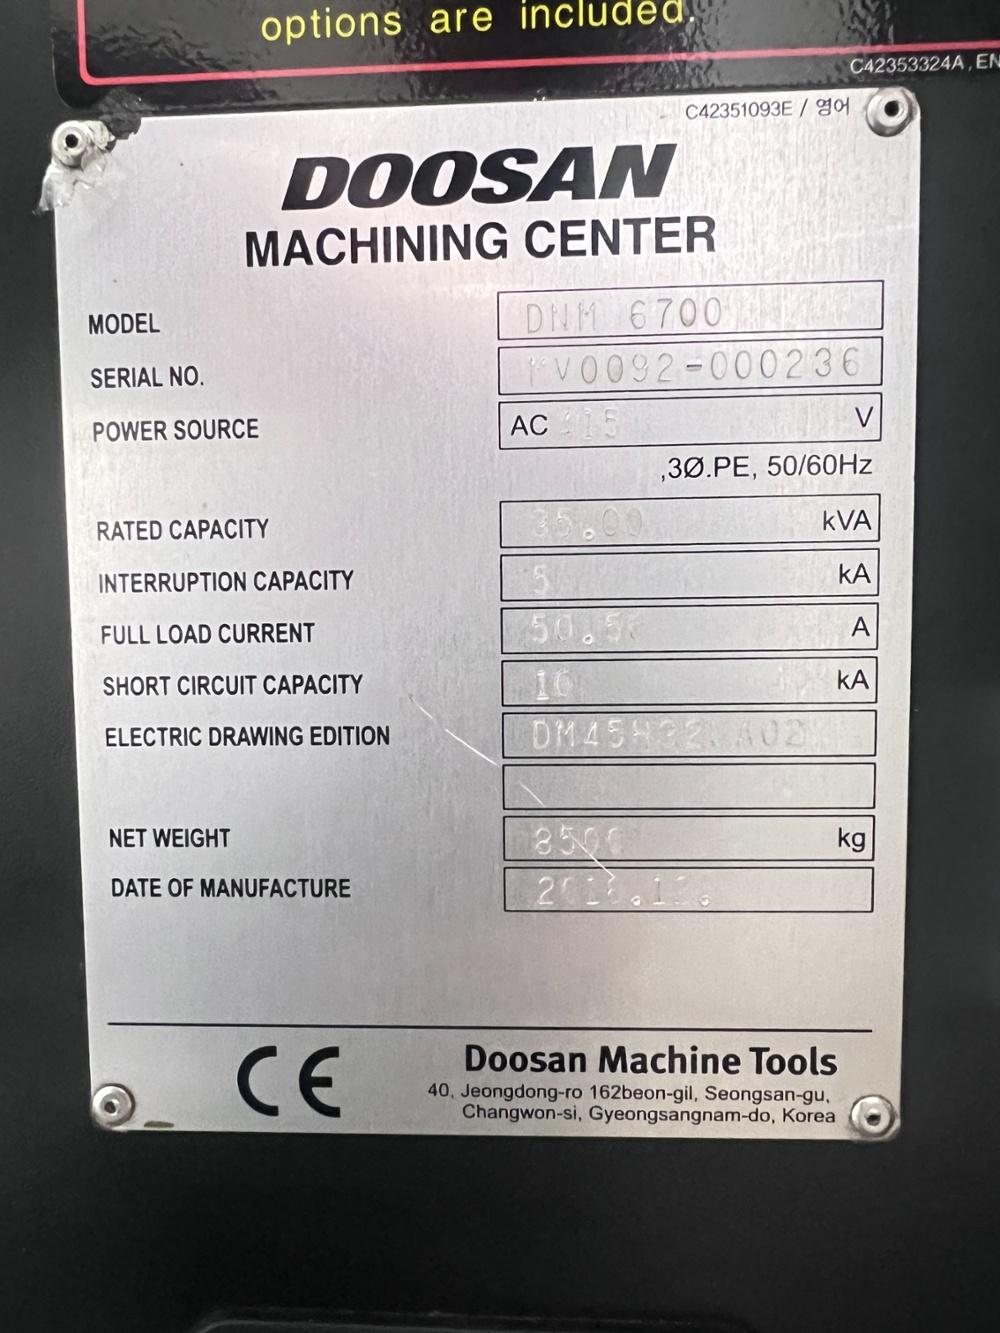 options are included.
C42353324A, EN
C42351093E / 영어
DOOSAN
MACHINING CENTER
MODEL DNM 6700
SERIAL NO. MV0092-000236
POWER SOURCE AC V
,3Ø.PE, 50/60Hz
RATED CAPACITY 35.00 kVA
INTERRUPTION CAPACITY 5 kA
FULL LOAD CURRENT A
SHORT CIRCUIT CAPACITY 10 kA
ELECTRIC DRAWING EDITION
NET WEIGHT 8500 kg
DATE OF MANUFACTURE
CE
Doosan Machine Tools
40, Jeongdong-ro 162beon-gil, Seongsan-gu,
Changwon-si, Gyeongsangnam-do, Korea